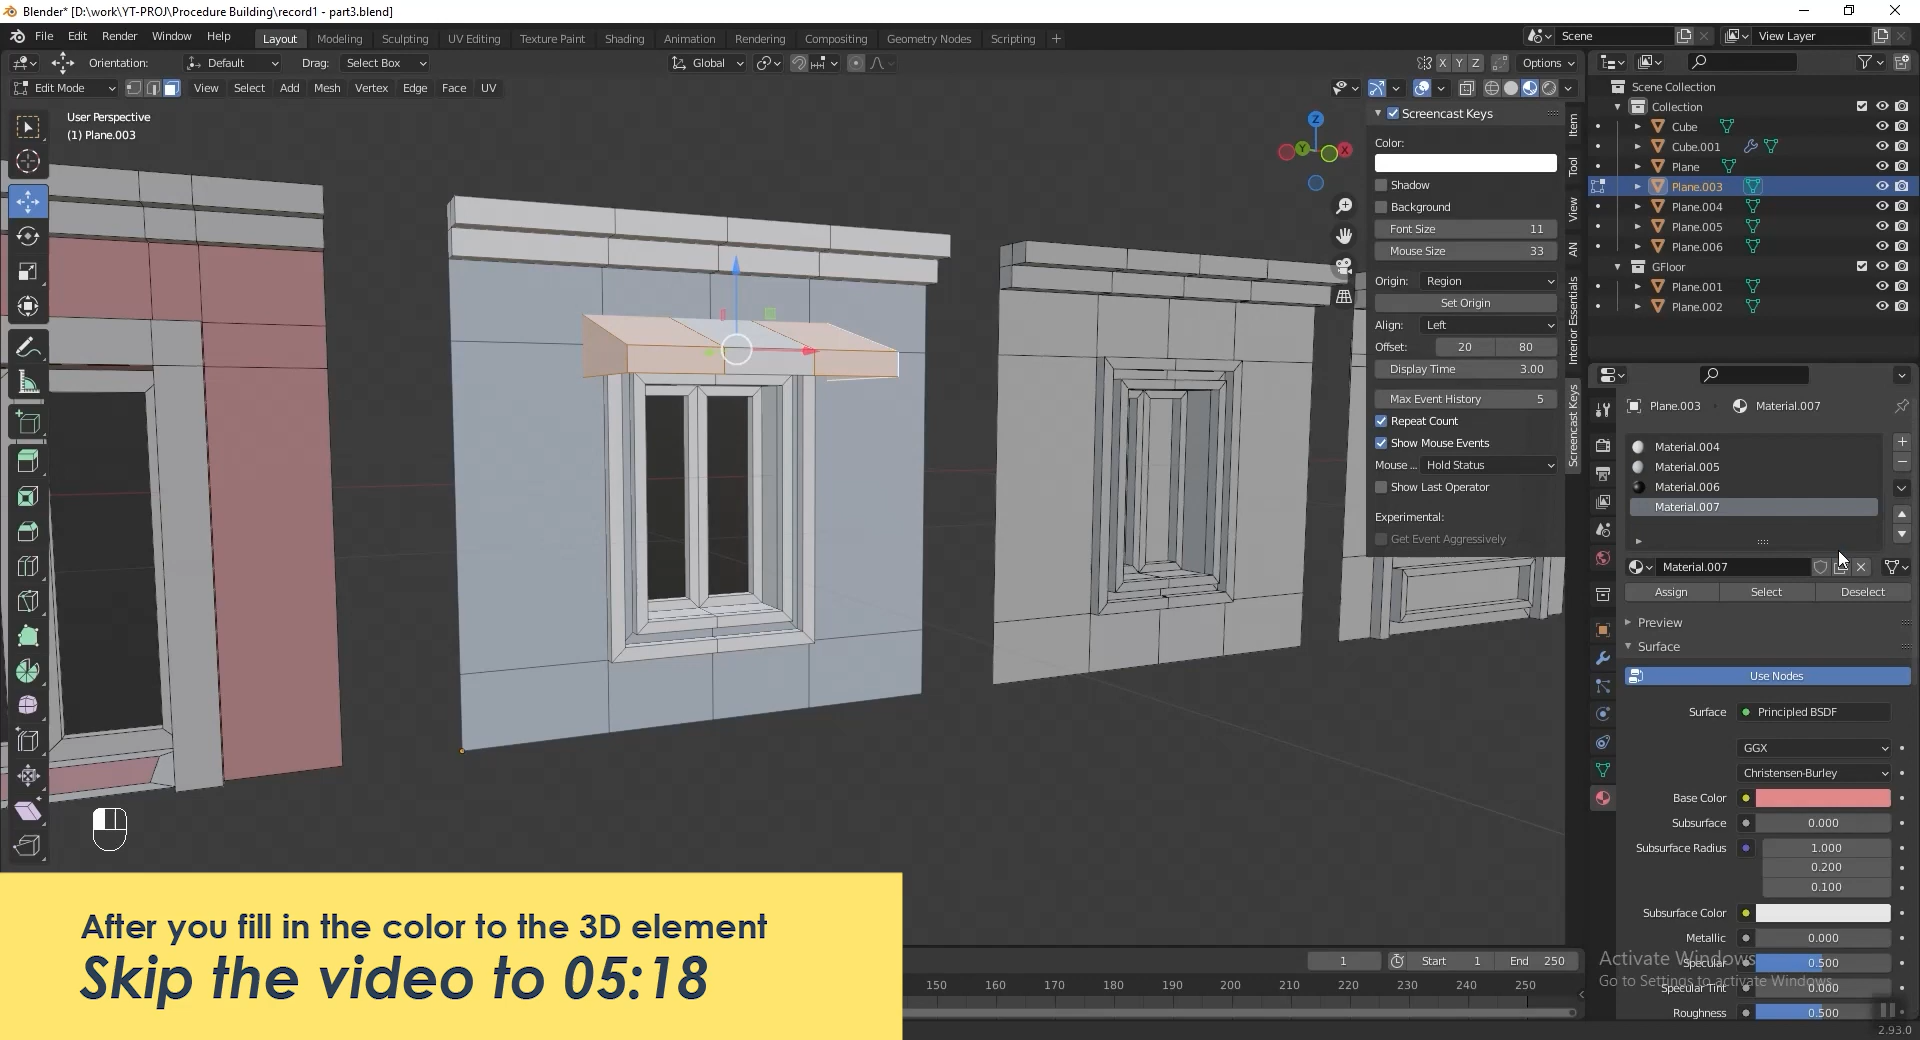 Blender* [D:\work\YT-PROJ\Procedure Building\record1 - part3.blend]
File Edit Render Window Help Layout Modeling Sculpting UV Editing Texture Paint Shading Animation Rendering Compositing Geometry Nodes Scripting + Scene View Layer
Orientation: Default Drag: Select Box Global X Y Z Options
Edit Mode View Select Add Mesh Vertex Edge Face UV
User Perspective
(1) Plane.003
Z
Y
X
Screencast Keys
Color:
Shadow
Background
Font Size 11
Mouse Size 33
Origin: Region
Set Origin
Align: Left
Offset: 20 80
Display Time 3.00
Max Event History 5
Repeat Count
Show Mouse Events
Mouse ... Hold Status
Show Last Operator
Experimental:
Get Event Aggressively
Item
Tool
View
AN
Interior Essentials
Screencast Keys
Scene Collection
Collection
Cube
Cube.001
Plane
Plane.003
Plane.004
Plane.005
Plane.006
GFloor
Plane.001
Plane.002
Plane.003 Material.007
Material.004
Material.005
Material.006
Material.007
Material.007
Assign Select Deselect
Preview
Surface
Use Nodes
Surface Principled BSDF
GGX
Christensen-Burley
Base Color
Subsurface 0.000
Subsurface Radius 1.000
0.200
0.100
Subsurface Color
Metallic 0.000
Specular 0.500
Specular Tint 0.000
Roughness 0.500
Activate Windows
Go to Settings to activate Windows.
After you fill in the color to the 3D element
Skip the video to 05:18
1 Start 1 End 250
150 160 170 180 190 200 210 220 230 240 250
2.93.0